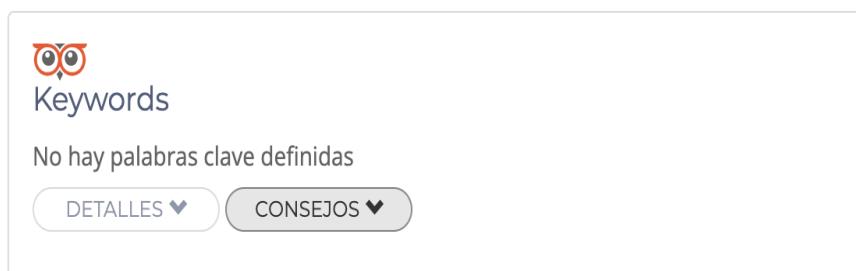 Keywords
No hay palabras clave definidas
DETALLES
CONSEJOS